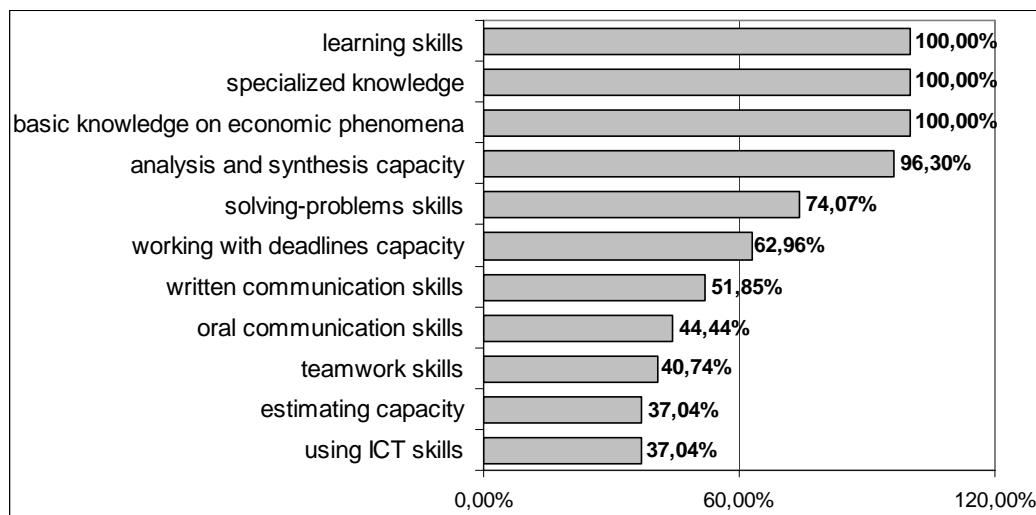 learning skills 100,00%
specialized knowledge 100,00%
basic knowledge on economic phenomena 100,00%
analysis and synthesis capacity 96,30%
solving-problems skills 74,07%
working with deadlines capacity 62,96%
written communication skills 51,85%
oral communication skills 44,44%
teamwork skills 40,74%
estimating capacity 37,04%
using ICT skills 37,04%
0,00% 60,00% 120,00%